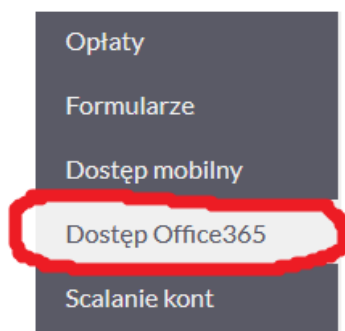 Opłaty
Formularze
Dostęp mobilny
Dostęp Office365
Scalanie kont